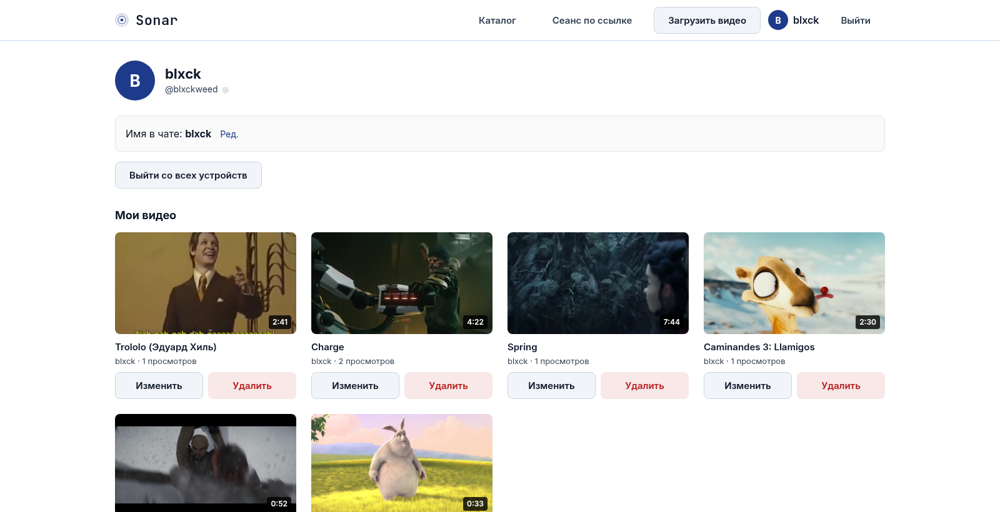 Sonar
Каталог
Сеанс по ссылке
Загрузить видео
B
blxck
Выйти
B
blxck
@blxckweed
Имя в чате: blxck Ред.
Выйти со всех устройств
Мои видео
2:41
4:22
7:44
2:30
Trololo (Эдуард Хиль)
Charge
Spring
Caminandes 3: Llamigos
blxck · 1 просмотров
blxck · 2 просмотров
blxck · 1 просмотров
blxck · 1 просмотров
Изменить
Удалить
Изменить
Удалить
Изменить
Удалить
Изменить
Удалить
0:52
0:33